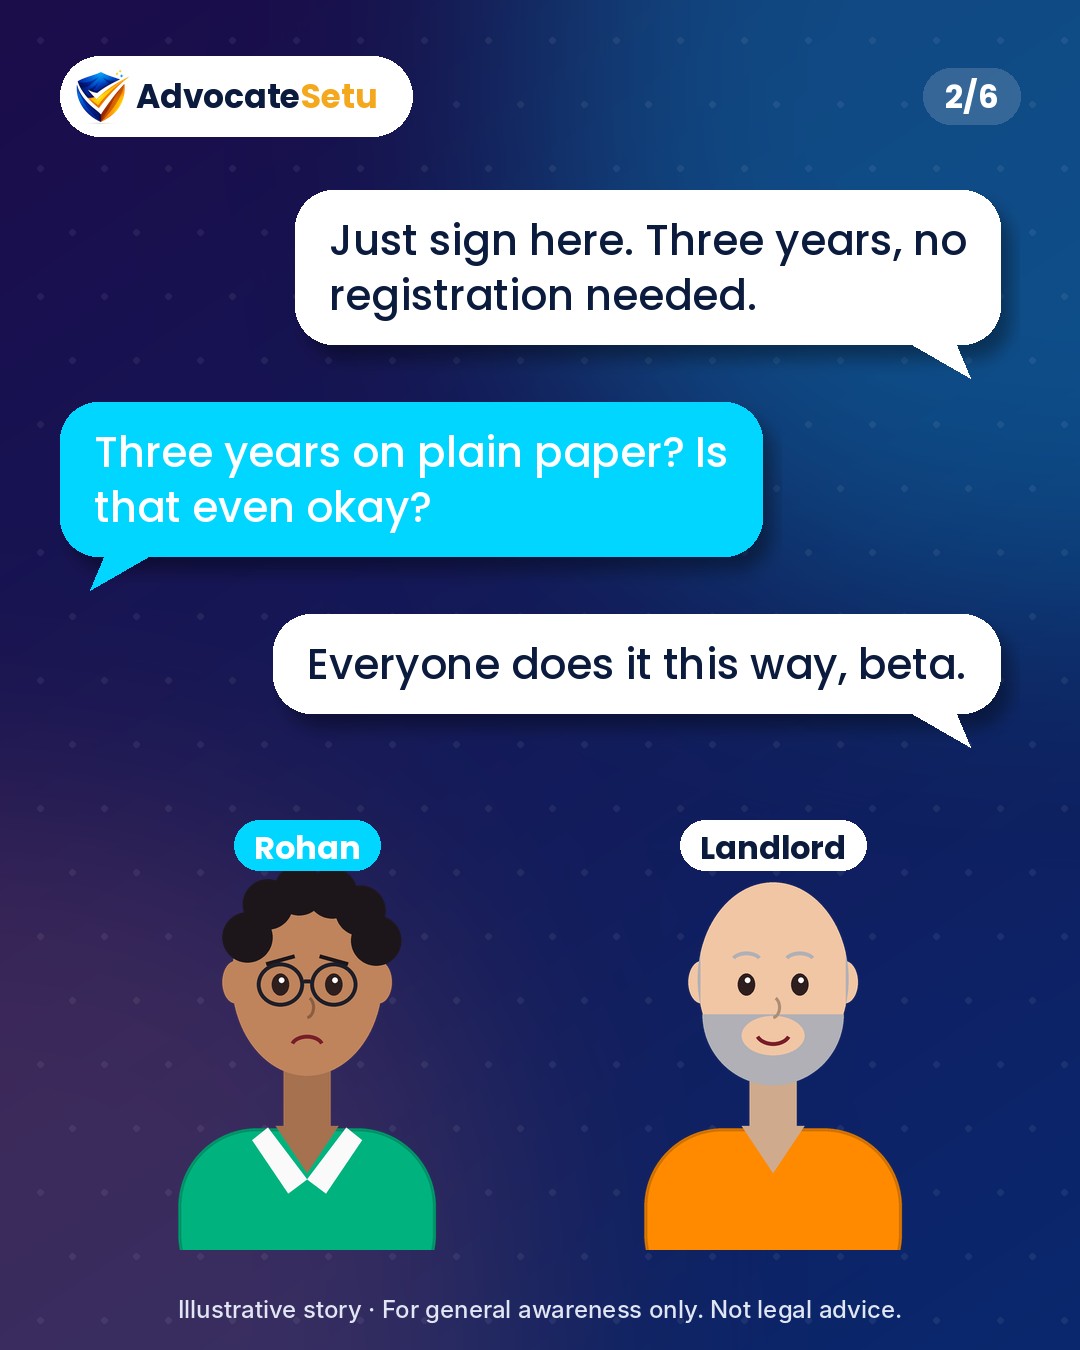 AdvocateSetu
2/6
Just sign here. Three years, no
registration needed.
Three years on plain paper? Is
that even okay?
Everyone does it this way, beta.
Rohan
Landlord
Illustrative story · For general awareness only. Not legal advice.